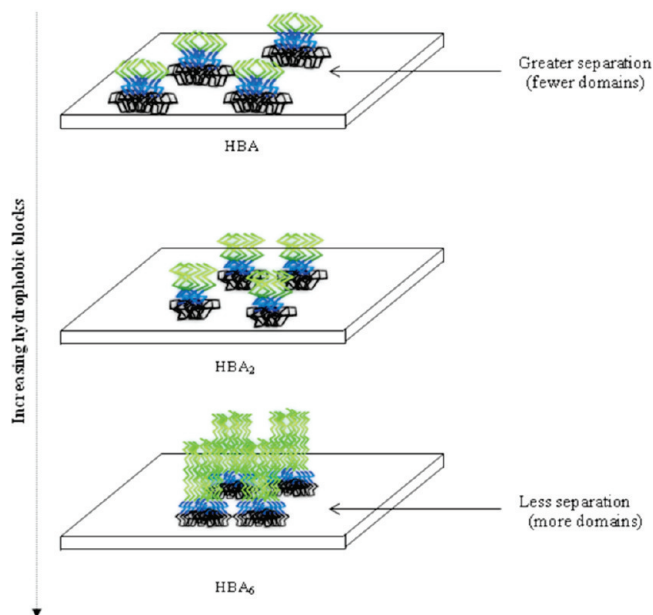 Greater separation
(fewer domains)
HBA
Increasing hydrophobic blocks
HBA₂
Less separation
(more domains)
HBA₆